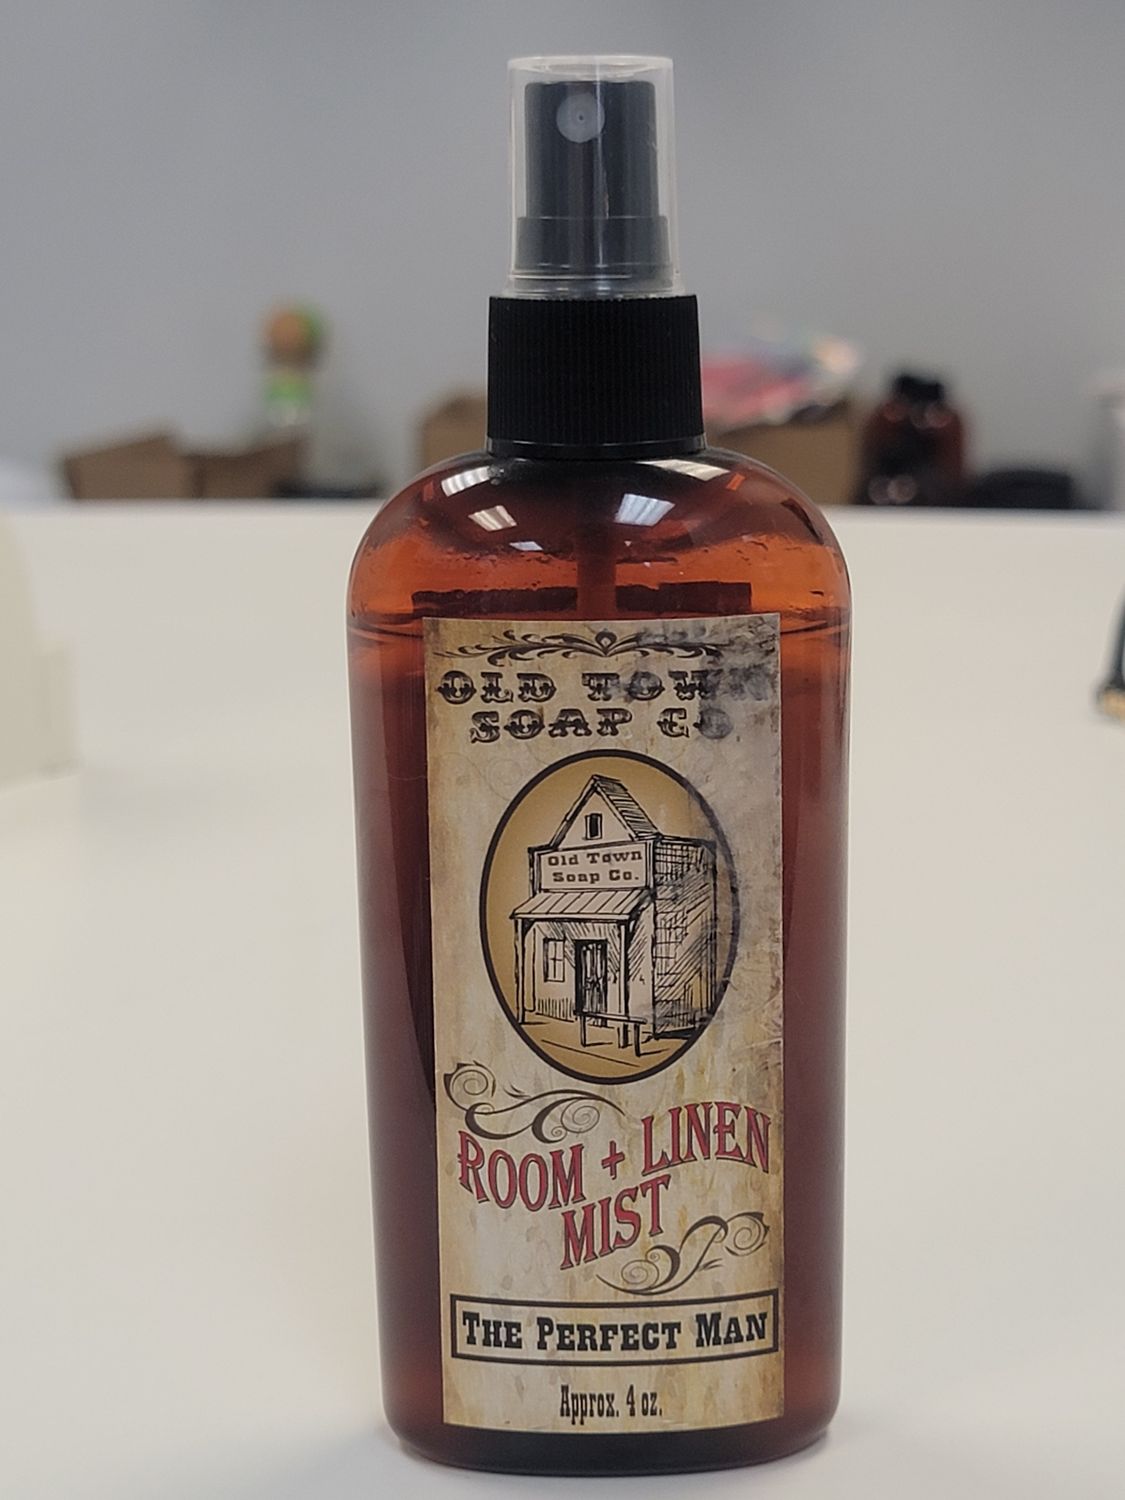 OLD TOWN
SOAP CO
Old Town
Soap Co.
ROOM + LINEN
MIST
THE PERFECT MAN
Approx. 4 oz.